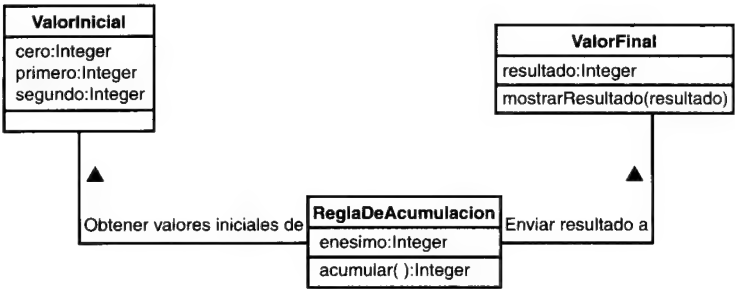 ValorInicial
cero:Integer
primero:Integer
segundo:Integer
ValorFinal
resultado:Integer
mostrarResultado(resultado)
Obtener valores iniciales de
ReglaDeAcumulacion
enesimo:Integer
acumular( ):Integer
Enviar resultado a